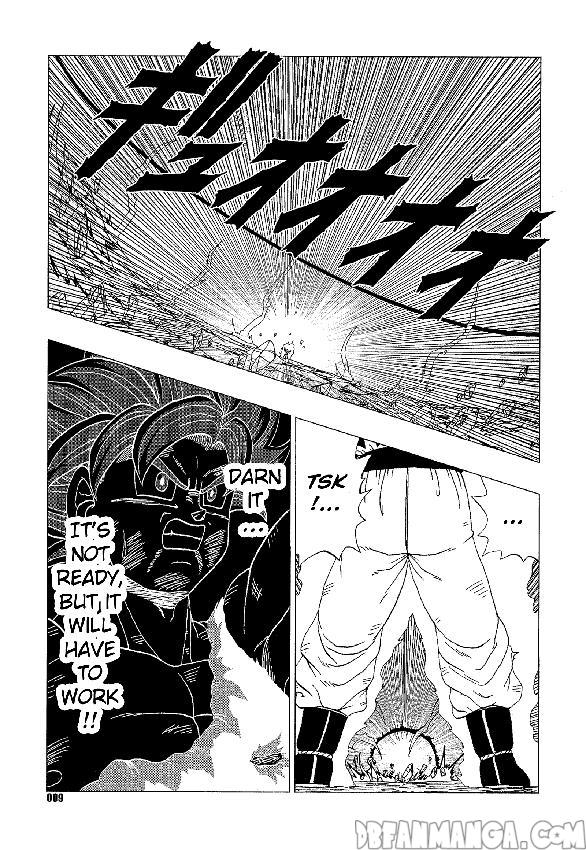 ギュオオオオ
TSK
!...
...
DARN
IT
...
IT'S
NOT
READY,
BUT, IT
WILL
HAVE
TO
WORK
!!
009
DBFANMANGA.COM